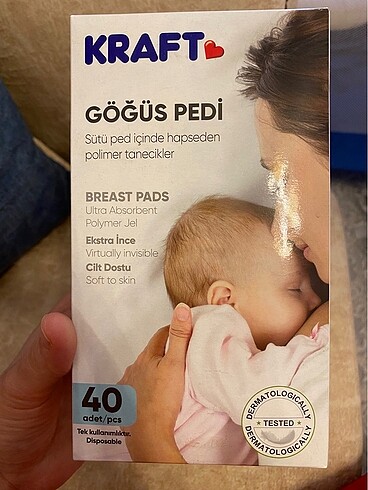 KRAFT
GÖĞÜS PEDİ
Sütü ped içinde hapseden
polimer tanecikler
BREAST PADS
Ultra Absorbent
Polymer Jel
Ekstra İnce
Virtually invisible
Cilt Dostu
Soft to skin
40
adet/pcs
Tek kullanımlıktır.
Disposable
DERMATOLOGICALLY
TESTED
DERMATOLOGICALLY